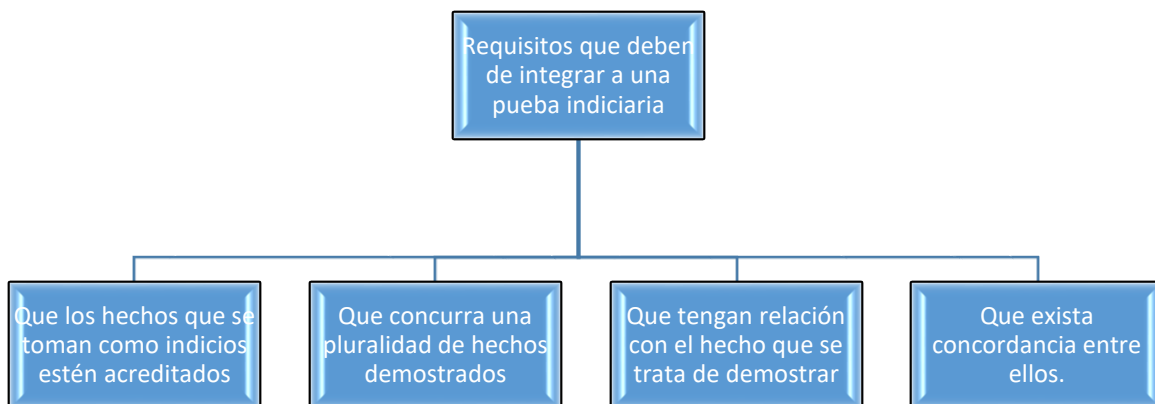 Requisitos que deben
de integrar a una
pueba indiciaria
Que los hechos que se
toman como indicios
estén acreditados
Que concurra una
pluralidad de hechos
demostrados
Que tengan relación
con el hecho que se
trata de demostrar
Que exista
concordancia entre
ellos.